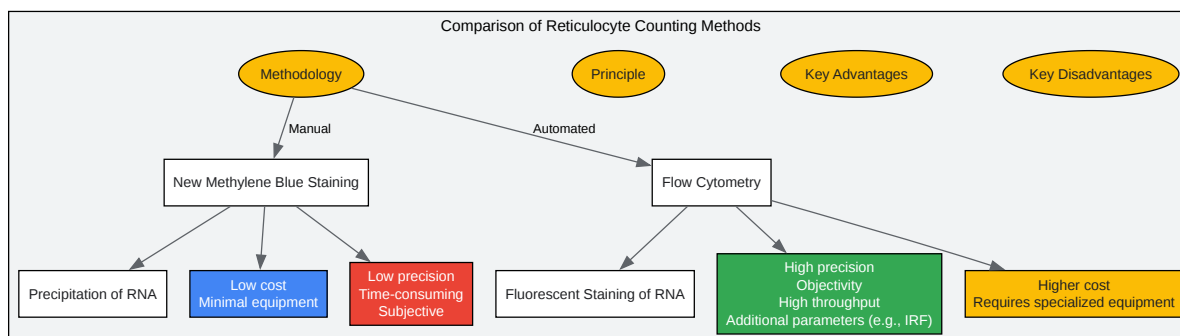 Comparison of Reticulocyte Counting Methods
Methodology
Principle
Key Advantages
Key Disadvantages
Manual
Automated
New Methylene Blue Staining
Flow Cytometry
Precipitation of RNA
Low cost
Minimal equipment
Low precision
Time-consuming
Subjective
Fluorescent Staining of RNA
High precision
Objectivity
High throughput
Additional parameters (e.g., IRF)
Higher cost
Requires specialized equipment